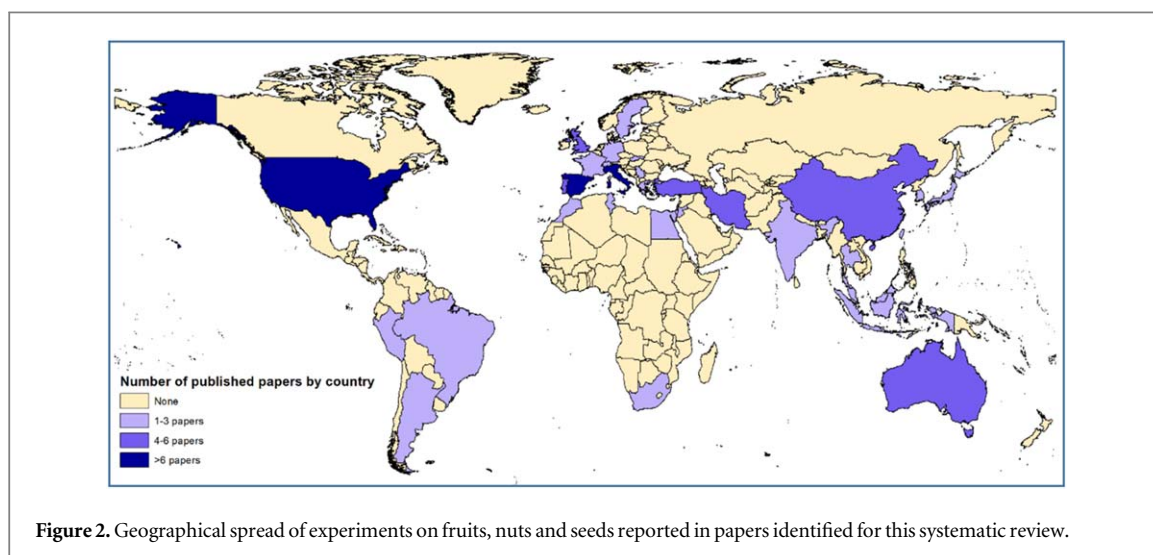 Number of published papers by country
None
1-3 papers
4-6 papers
>6 papers
Figure 2. Geographical spread of experiments on fruits, nuts and seeds reported in papers identified for this systematic review.